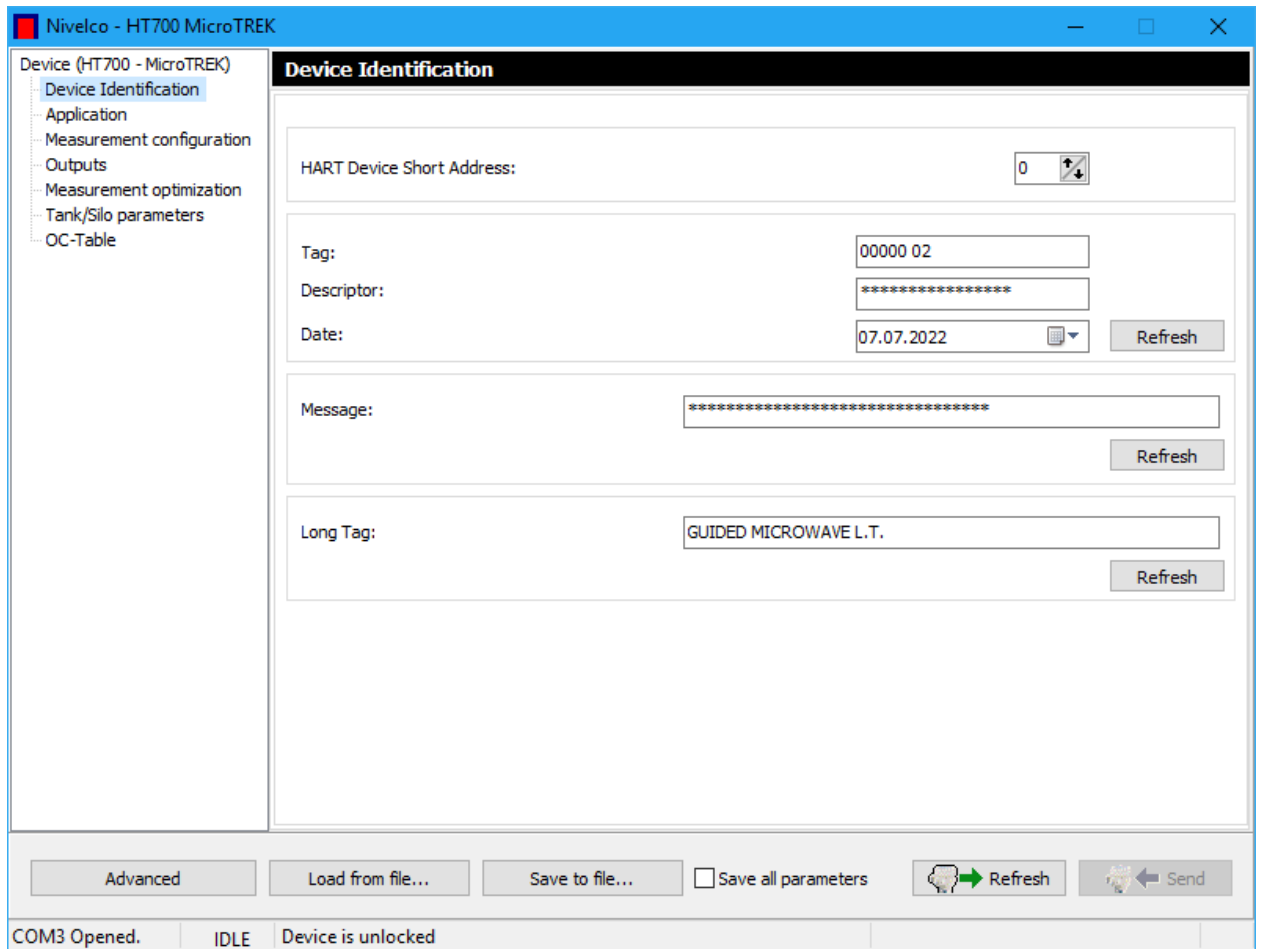 Nivelco - HT700 MicroTREK
Device (HT700 - MicroTREK)
Device Identification
Application
Measurement configuration
Outputs
Measurement optimization
Tank/Silo parameters
OC-Table
Device Identification
HART Device Short Address: 0
Tag: 00000 02
Descriptor: ****************
Date: 07.07.2022 Refresh
Message: ********************************
Refresh
Long Tag: GUIDED MICROWAVE L.T.
Refresh
Advanced Load from file... Save to file... Save all parameters Refresh Send
COM3 Opened. IDLE Device is unlocked